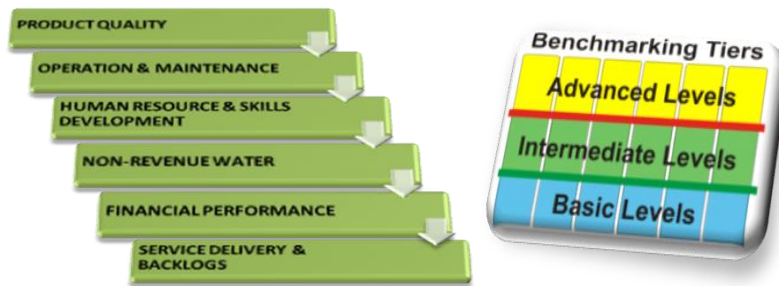 PRODUCT QUALITY
OPERATION & MAINTENANCE
HUMAN RESOURCE & SKILLS
DEVELOPMENT
NON-REVENUE WATER
FINANCIAL PERFORMANCE
SERVICE DELIVERY &
BACKLOGS
Benchmarking Tiers
Advanced Levels
Intermediate Levels
Basic Levels